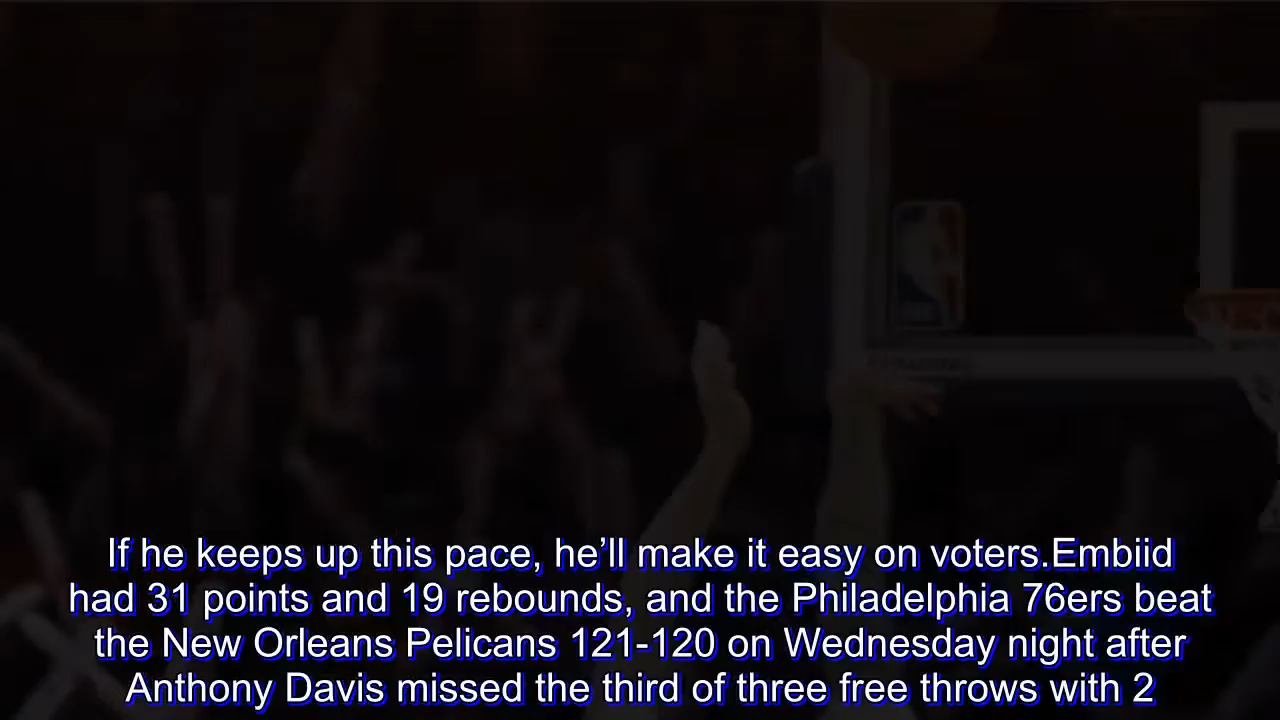 If he keeps up this pace, he’ll make it easy on voters.Embiid
had 31 points and 19 rebounds, and the Philadelphia 76ers beat
the New Orleans Pelicans 121-120 on Wednesday night after
Anthony Davis missed the third of three free throws with 2